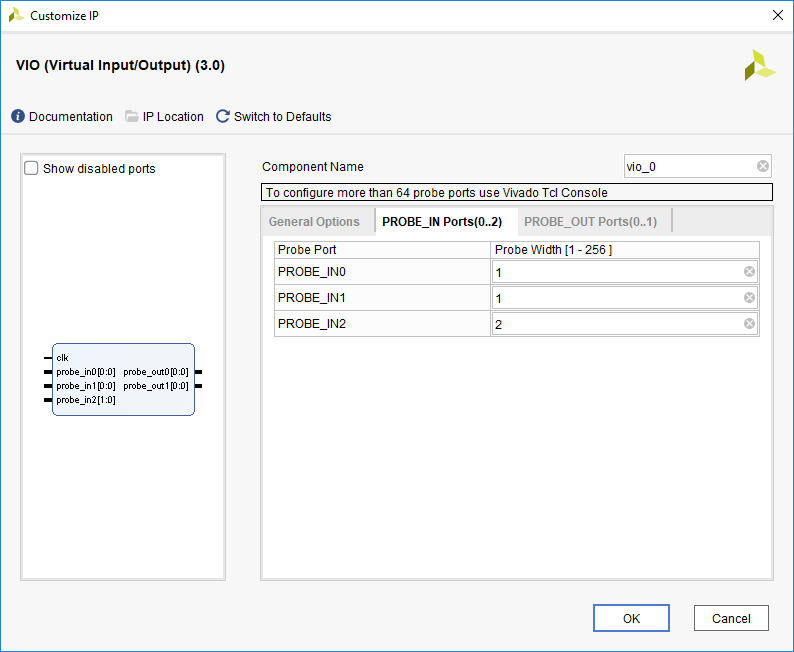 Customize IP
VIO (Virtual Input/Output) (3.0)
Documentation IP Location Switch to Defaults
Show disabled ports
clk
probe_in0[0:0] probe_out0[0:0]
probe_in1[0:0] probe_out1[0:0]
probe_in2[1:0]
Component Name vio_0
To configure more than 64 probe ports use Vivado Tcl Console
General Options PROBE_IN Ports(0..2) PROBE_OUT Ports(0..1)
Probe Port Probe Width [1 - 256 ]
PROBE_IN0 1
PROBE_IN1 1
PROBE_IN2 2
OK Cancel